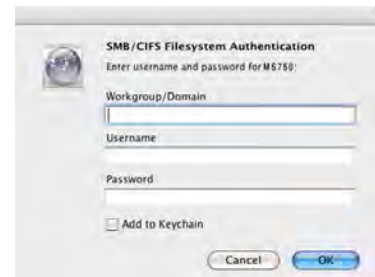 SMB/CIFS Filesystem Authentication
Enter username and password for MS750:
Workgroup/Domain
Username
Password
Add to Keychain
Cancel OK